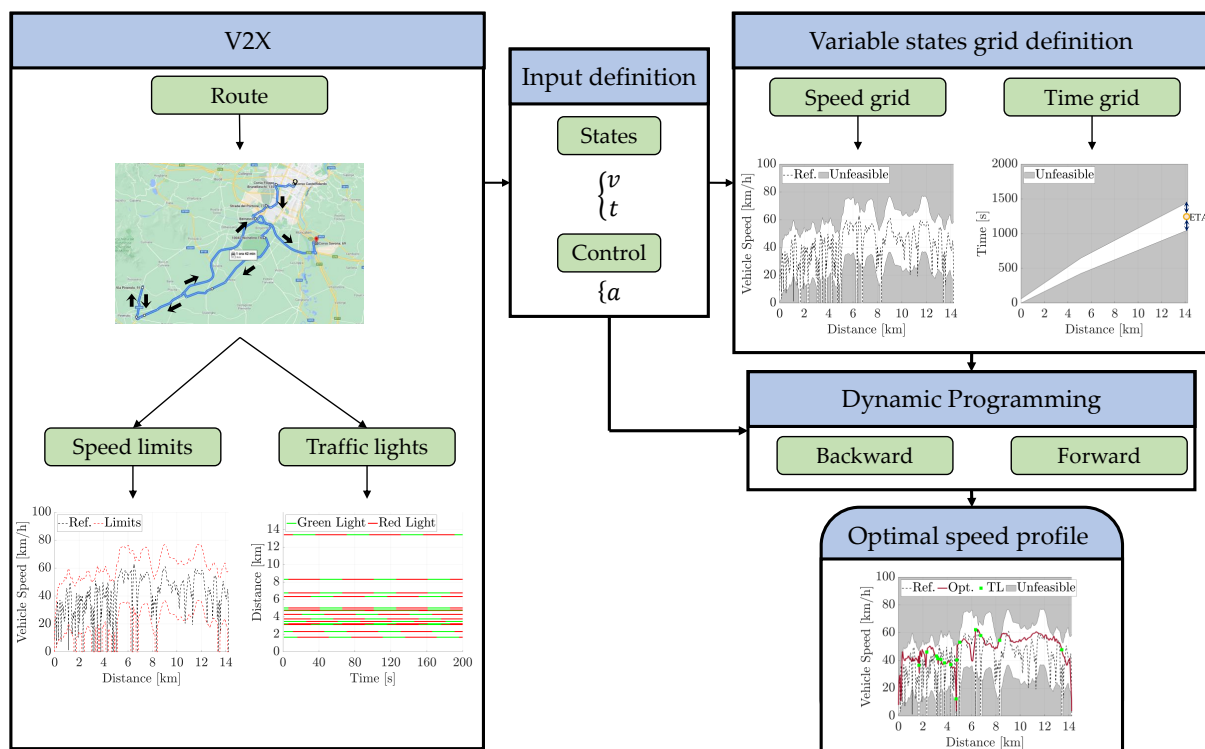 V2X
Route
Speed limits
Traffic lights
Vehicle Speed [km/h]
100
80
60
40
20
0
Ref.
Limits
0 2 4 6 8 10 12 14
Distance [km]
Distance [km]
14
12
10
8
6
4
2
0
Green Light
Red Light
0 40 80 120 160 200
Time [s]
Input definition
States
{v
t
Control
{a
Variable states grid definition
Speed grid
Time grid
Vehicle Speed [km/h]
100
80
60
40
20
0
Ref.
Unfeasible
0 2 4 6 8 10 12 14
Distance [km]
Time [s]
2000
1500
1000
500
0
Unfeasible
ETA
0 2 4 6 8 10 12 14
Distance [km]
Dynamic Programming
Backward
Forward
Optimal speed profile
Vehicle Speed [km/h]
100
80
60
40
20
0
Ref.
Opt.
TL
Unfeasible
0 2 4 6 8 10 12 14
Distance [km]